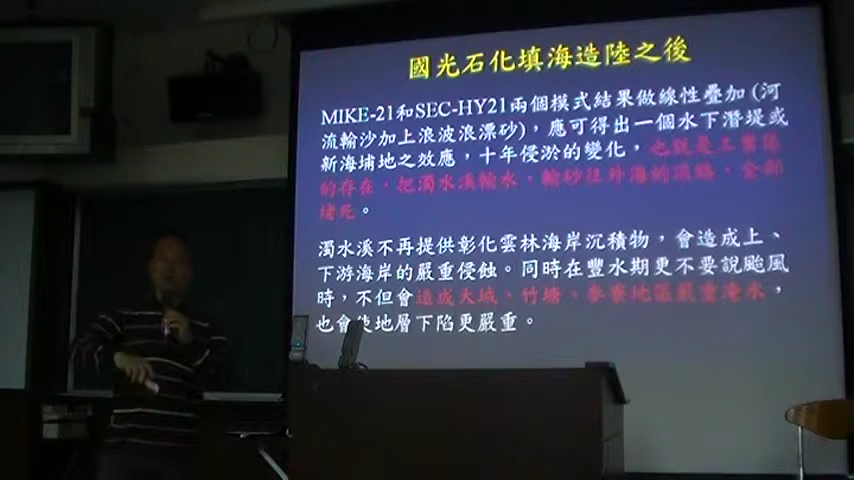 國光石化填海造陸之後
MIKE-21和SEC-HY21兩個模式結果做線性疊加 (河
流輸沙加上浪波浪漂砂)，應可得出一個水下潛堤或
新海埔地之效應，十年侵淤的變化，也就是工業區
的存在，把濁水溪輸水，輸砂往外海的流路，全部
堵死。
濁水溪不再提供彰化雲林海岸沉積物，會造成上、
下游海岸的嚴重侵蝕。同時在豐水期更不要說颱風
時，不但會造成大城、竹塘、麥寮地區嚴重淹水，
也會使地層下陷更嚴重。